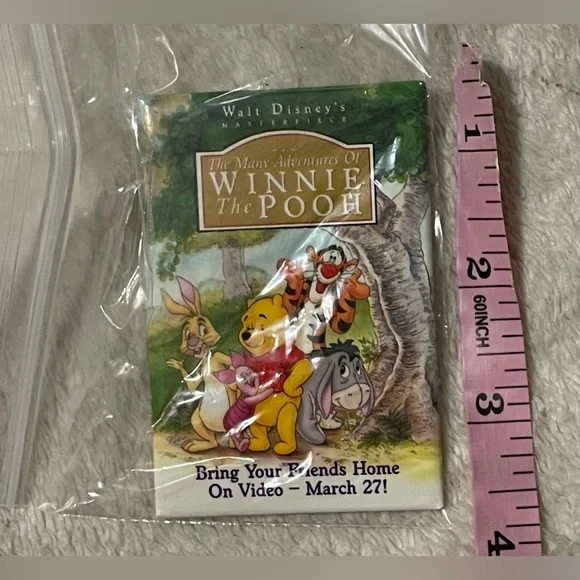 Walt Disney's
MASTERPIECE
The Many Adventures Of
WINNIE
The POOH
Bring Your Friends Home
On Video – March 27!
1
2
60INCH
3
4